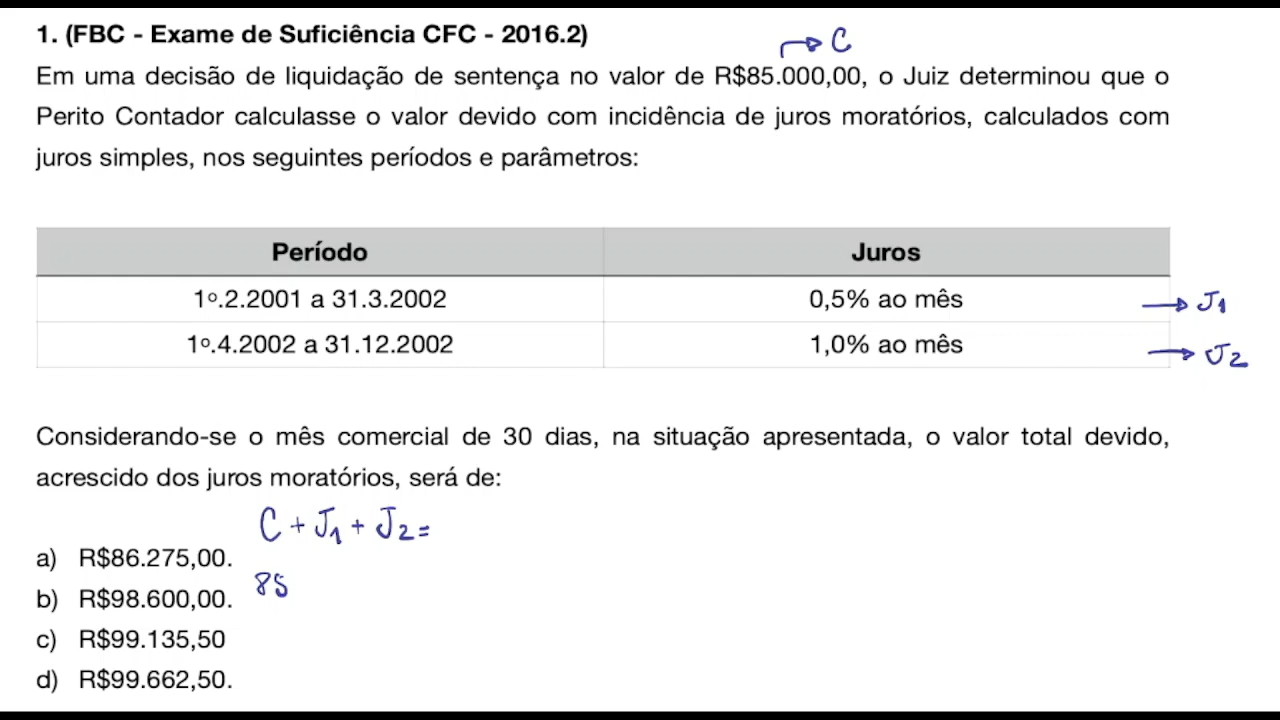 1. (FBC - Exame de Suficiência CFC - 2016.2)
C
Em uma decisão de liquidação de sentença no valor de R$85.000,00, o Juiz determinou que o
Perito Contador calculasse o valor devido com incidência de juros moratórios, calculados com
juros simples, nos seguintes períodos e parâmetros:
Período Juros
1º.2.2001 a 31.3.2002 0,5% ao mês → J1
1º.4.2002 a 31.12.2002 1,0% ao mês → J2
Considerando-se o mês comercial de 30 dias, na situação apresentada, o valor total devido,
acrescido dos juros moratórios, será de:
C + J1 + J2 =
a) R$86.275,00.
85
b) R$98.600,00.
c) R$99.135,50
d) R$99.662,50.